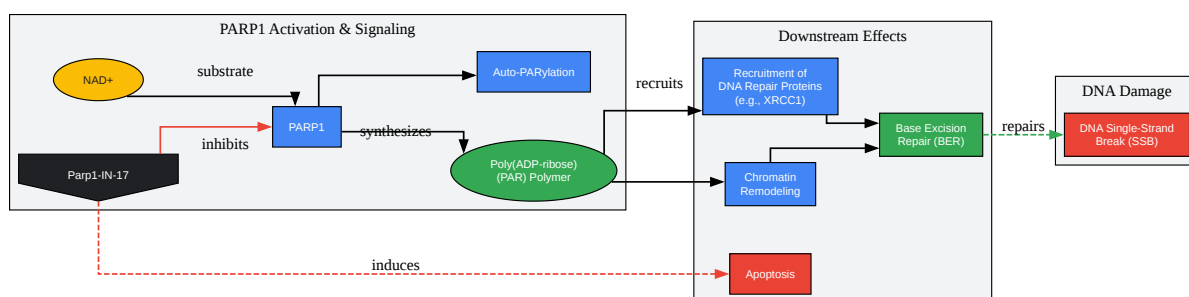 PARP1 Activation & Signaling
NAD+
substrate
Auto-PARylation
PARP1
inhibits
synthesizes
Parp1-IN-17
Poly(ADP-ribose)
(PAR) Polymer
recruits
Downstream Effects
Recruitment of
DNA Repair Proteins
(e.g., XRCC1)
Chromatin
Remodeling
Base Excision
Repair (BER)
repairs
DNA Damage
DNA Single-Strand
Break (SSB)
induces
Apoptosis